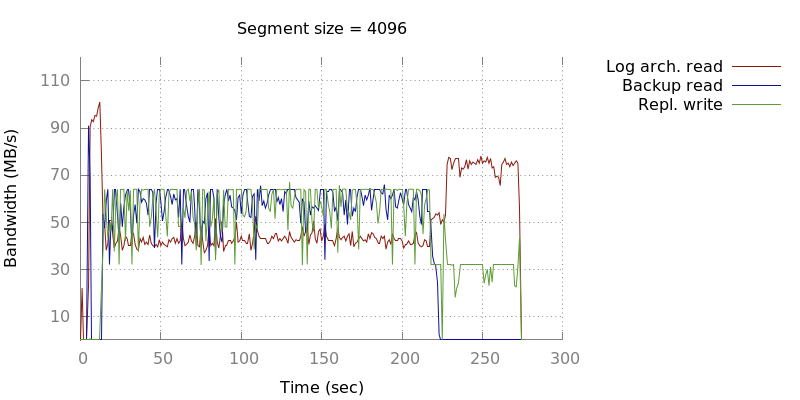 Segment size = 4096
Log arch. read
Backup read
Repl. write
Bandwidth (MB/s)
110
90
70
50
30
10
0 50 100 150 200 250 300
Time (sec)